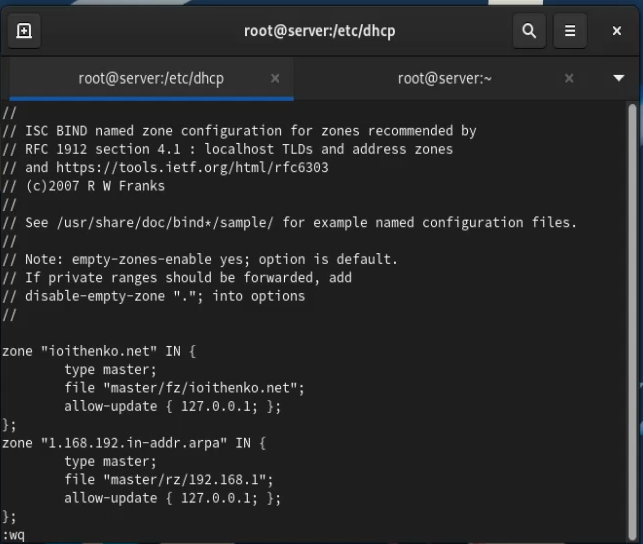 root@server:/etc/dhcp
root@server:/etc/dhcp
root@server:~
//
// ISC BIND named zone configuration for zones recommended by
// RFC 1912 section 4.1 : localhost TLDs and address zones
// and https://tools.ietf.org/html/rfc6303
// (c)2007 R W Franks
//
// See /usr/share/doc/bind*/sample/ for example named configuration files.
//
// Note: empty-zones-enable yes; option is default.
// If private ranges should be forwarded, add
// disable-empty-zone "."; into options
//
zone "ioithenko.net" IN {
        type master;
        file "master/fz/ioithenko.net";
        allow-update { 127.0.0.1; };
};
zone "1.168.192.in-addr.arpa" IN {
        type master;
        file "master/rz/192.168.1";
        allow-update { 127.0.0.1; };
};
:wq